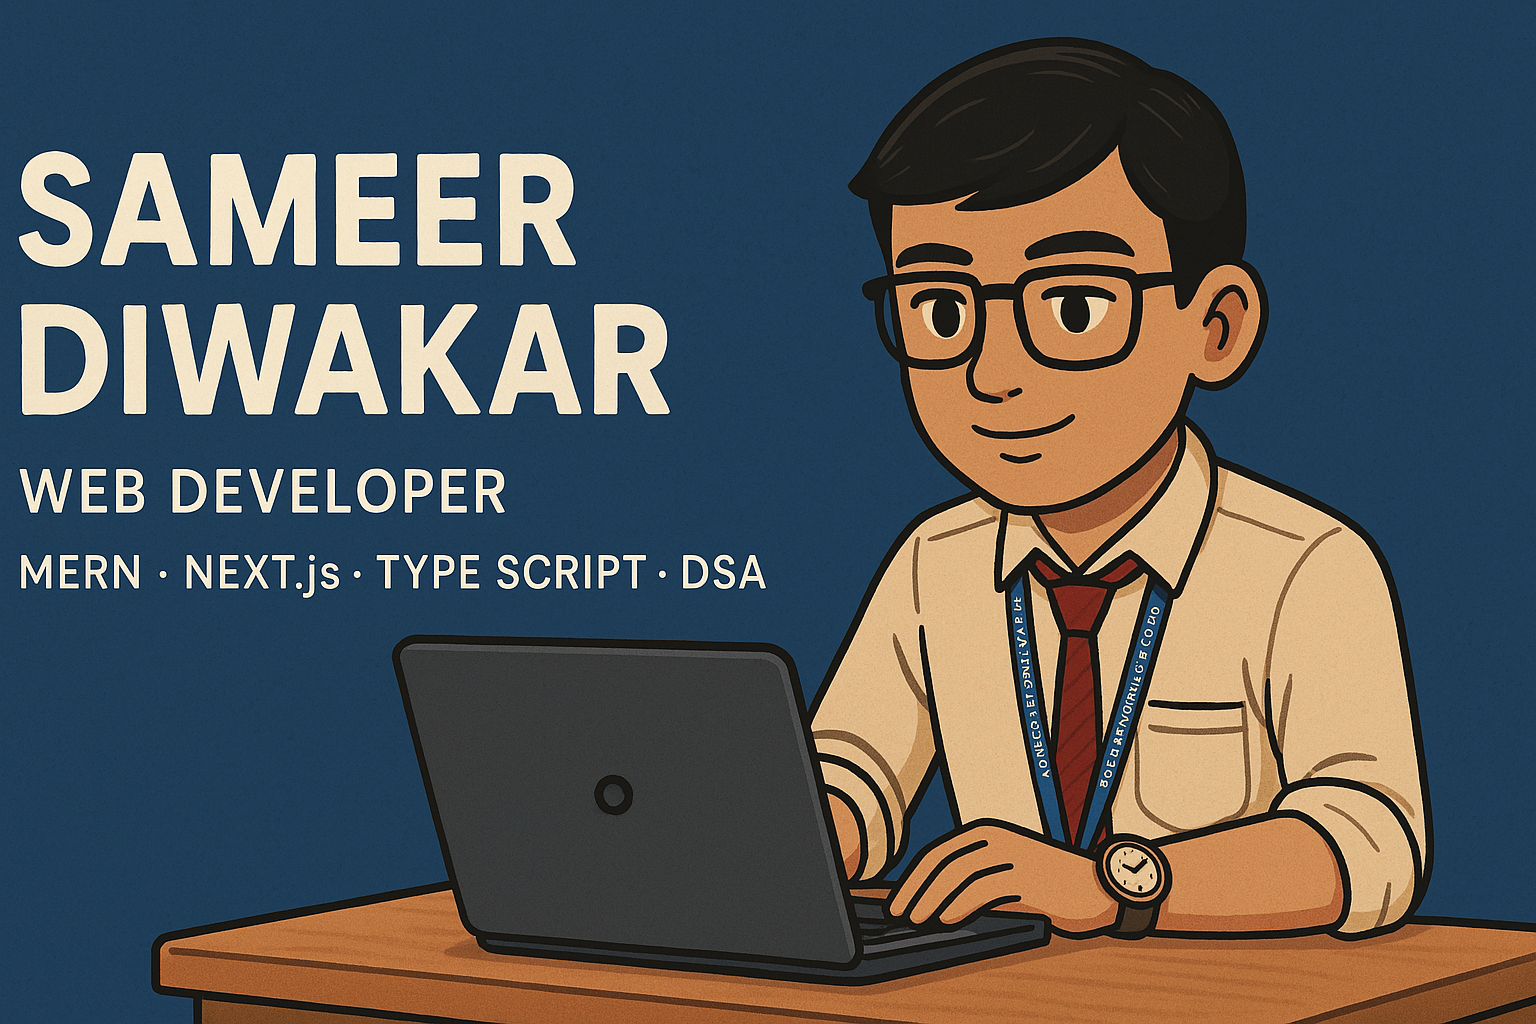 SAMEER
DIWAKAR
WEB DEVELOPER
MERN · NEXT.js · TYPE SCRIPT · DSA